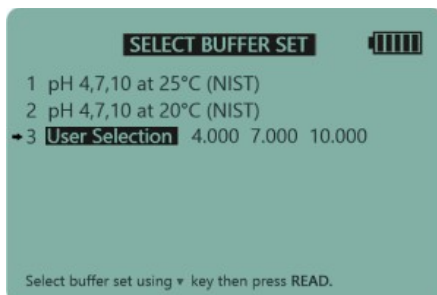 SELECT BUFFER SET
1 pH 4,7,10 at 25°C (NIST)
2 pH 4,7,10 at 20°C (NIST)
➨3 User Selection 4.000 7.000 10.000
Select buffer set using ▼ key then press READ.